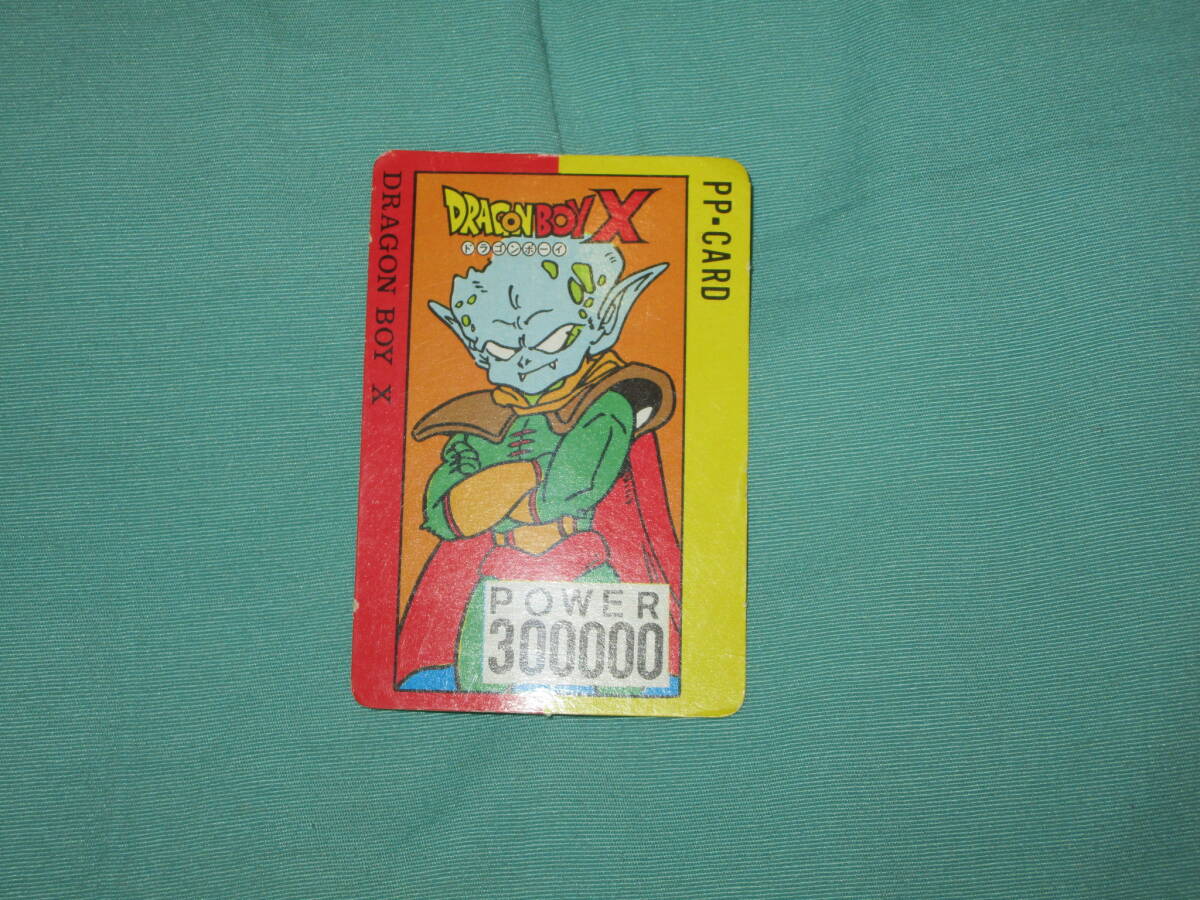 DRAGON BOY X
DRAGON BOY X
ドラゴンボーイ
PP-CARD
POWER
300000